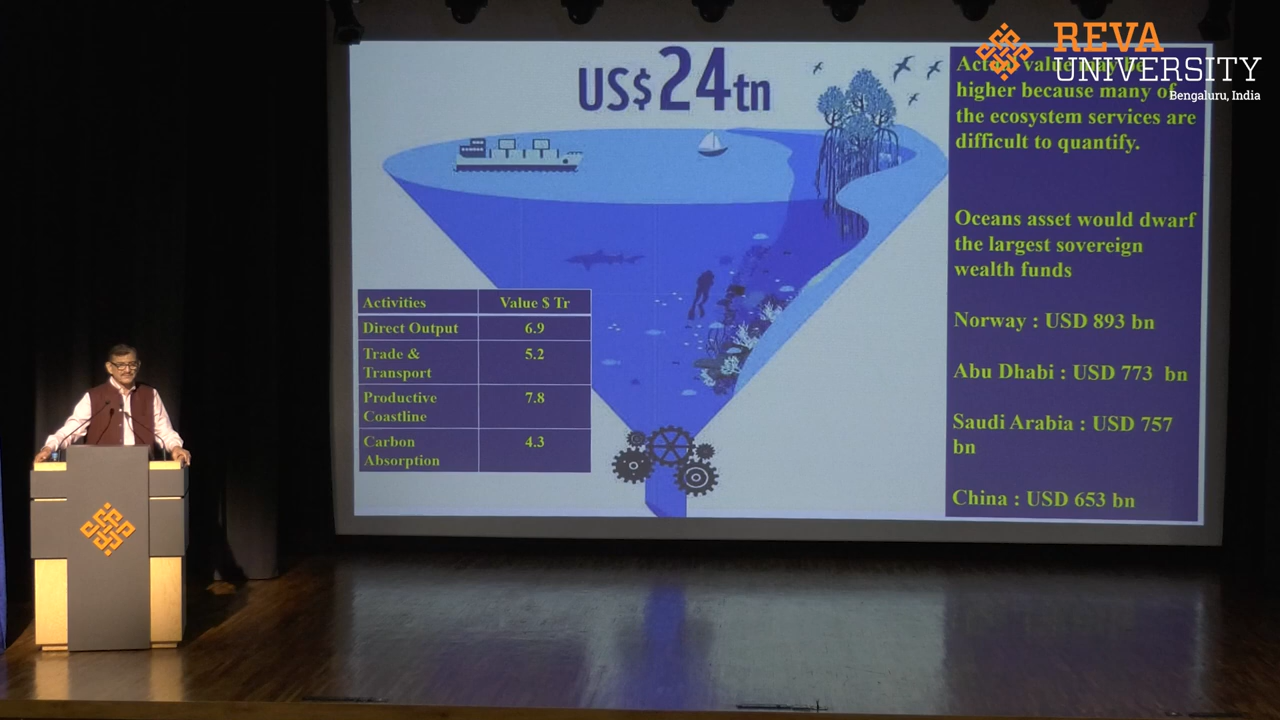 US$24tn
Activities Value $ Tr
Direct Output 6.9
Trade & 5.2
Transport
Productive 7.8
Coastline
Carbon 4.3
Absorption
value may be
higher because many of
the ecosystem services are
difficult to quantify.
Oceans asset would dwarf
the largest sovereign
wealth funds
Norway : USD 893 bn
Abu Dhabi : USD 773 bn
Saudi Arabia : USD 757
bn
China : USD 653 bn
REVA
UNIVERSITY
Bengaluru, India